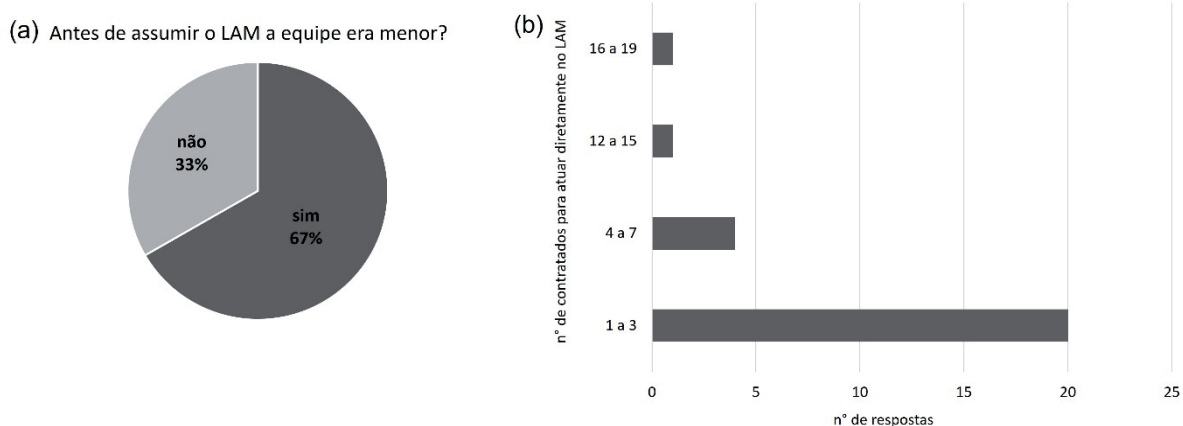 (a) Antes de assumir o LAM a equipe era menor?
não
33%
sim
67%
(b)
n° de contratados para atuar diretamente no LAM
16 a 19
12 a 15
4 a 7
1 a 3
0 5 10 15 20 25
n° de respostas